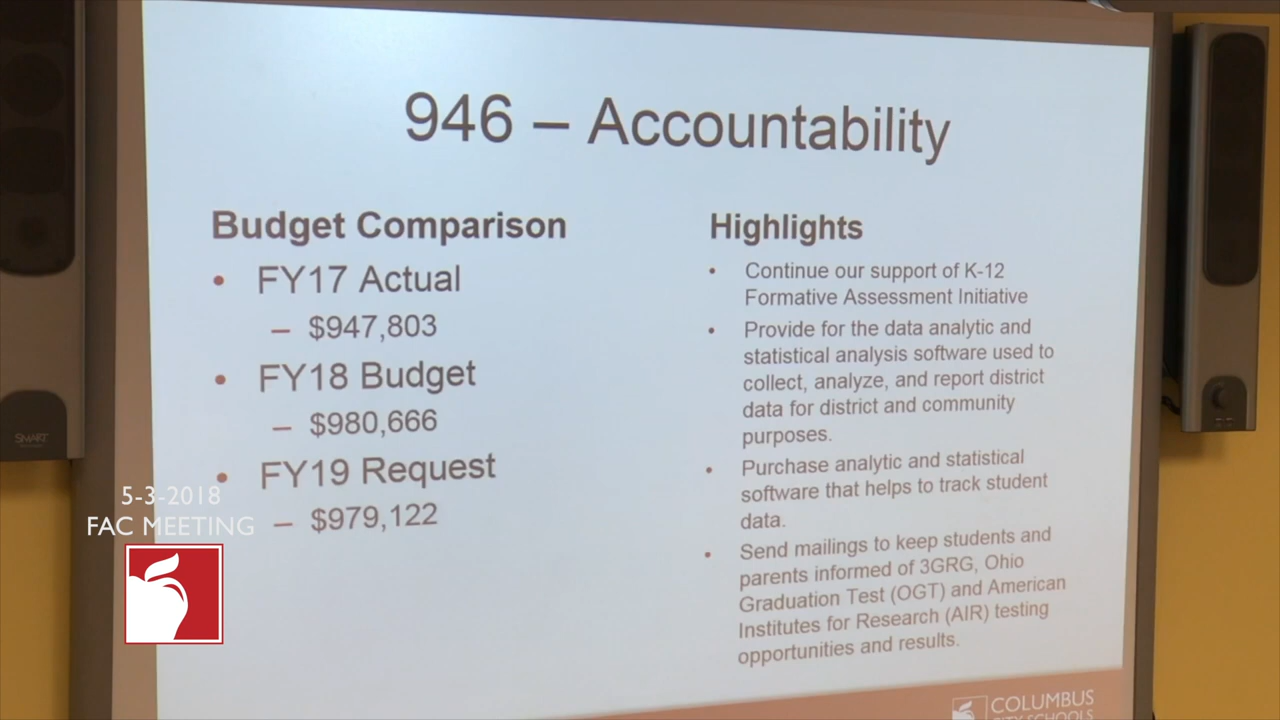 946 – Accountability
Budget Comparison
• FY17 Actual
– $947,803
• FY18 Budget
– $980,666
• FY19 Request
– $979,122
Highlights
• Continue our support of K-12
Formative Assessment Initiative
• Provide for the data analytic and
statistical analysis software used to
collect, analyze, and report district
data for district and community
purposes.
• Purchase analytic and statistical
software that helps to track student
data.
• Send mailings to keep students and
parents informed of 3GRG, Ohio
Graduation Test (OGT) and American
Institutes for Research (AIR) testing
opportunities and results.
5-3-2018
FAC MEETING
SMART
COLUMBUS
CITY SCHOOLS